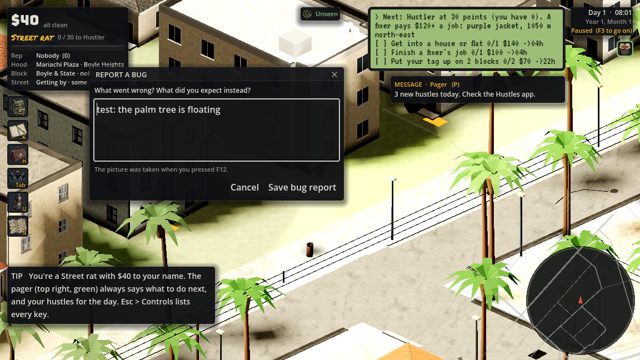 $40 all clean
STREET RAT 0 / 30 to Hustler
Rep Nobody (0)
Hood Mariachi Plaza · Boyle Heights
Block Boyle & State · no
Street Getting by · some
Tab
Unseen
> Next: Hustler at 30 points (you have 0). A
fixer pays $120+ a job: purple jacket, 1050 m
north-east
[ ] Get into a house or flat 0/1 $140 ->04h
[ ] Finish a fixer's job 0/1 $100 ->04h
[ ] Put your tag up on 2 blocks 0/2 $70 ->22h
Day 1 · 08:01
Year 1, Month 1
Paused (F3 to go on)
MESSAGE · Pager (P)
3 new hustles today. Check the Hustles app.
REPORT A BUG
What went wrong? What did you expect instead?
test: the palm tree is floating
The picture was taken when you pressed F12.
Cancel Save bug report
TIP You're a Street rat with $40 to your name. The
pager (top right, green) always says what to do next,
and your hustles for the day. Esc > Controls lists
every key.